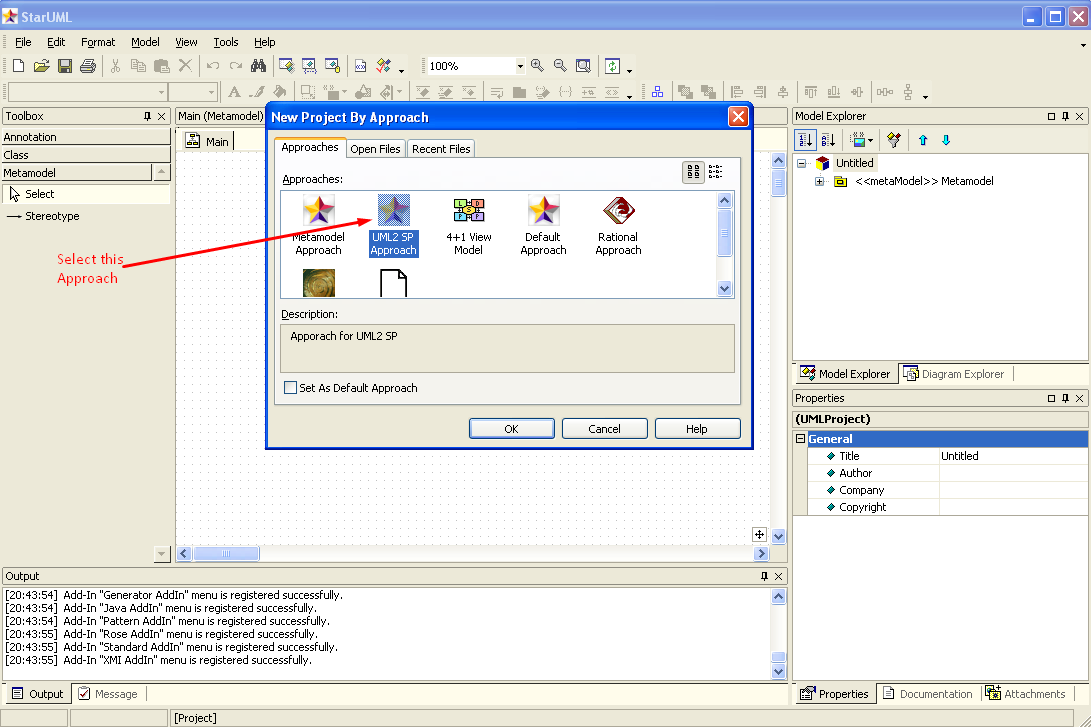 StarUML
File Edit Format Model View Tools Help
100%
Toolbox
Annotation
Class
Metamodel
Select
Stereotype
Select this
Approach
Main (Metamodel)
Main
New Project By Approach
Approaches Open Files Recent Files
Approaches:
Metamodel Approach
UML2 SP Approach
4+1 View Model
Default Approach
Rational Approach
Description:
Apporach for UML2 SP
Set As Default Approach
OK Cancel Help
Model Explorer
Untitled
<<metaModel>> Metamodel
Model Explorer Diagram Explorer
Properties
(UMLProject)
General
Title Untitled
Author
Company
Copyright
Output
[20:43:54] Add-In "Generator AddIn" menu is registered successfully.
[20:43:54] Add-In "Java AddIn" menu is registered successfully.
[20:43:54] Add-In "Pattern AddIn" menu is registered successfully.
[20:43:55] Add-In "Rose AddIn" menu is registered successfully.
[20:43:55] Add-In "Standard AddIn" menu is registered successfully.
[20:43:55] Add-In "XMI AddIn" menu is registered successfully.
Output Message
Properties Documentation Attachments
[Project]